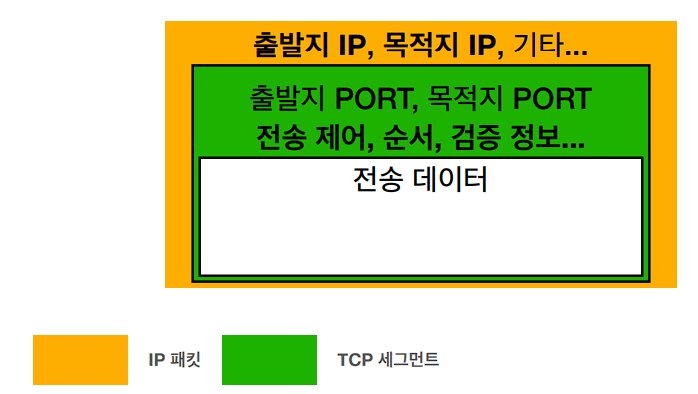 출발지 IP, 목적지 IP, 기타...
출발지 PORT, 목적지 PORT
전송 제어, 순서, 검증 정보...
전송 데이터
IP 패킷
TCP 세그먼트